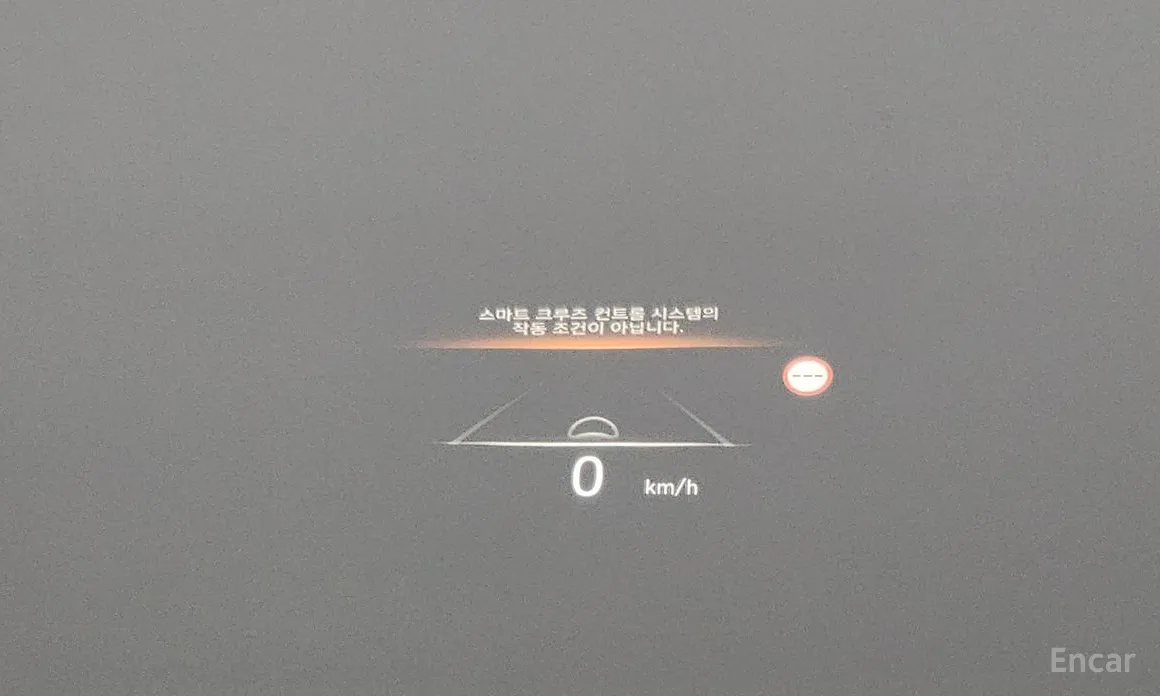 스마트 크루즈 컨트롤 시스템의
작동 조건이 아닙니다.
---
0 km/h
Encar